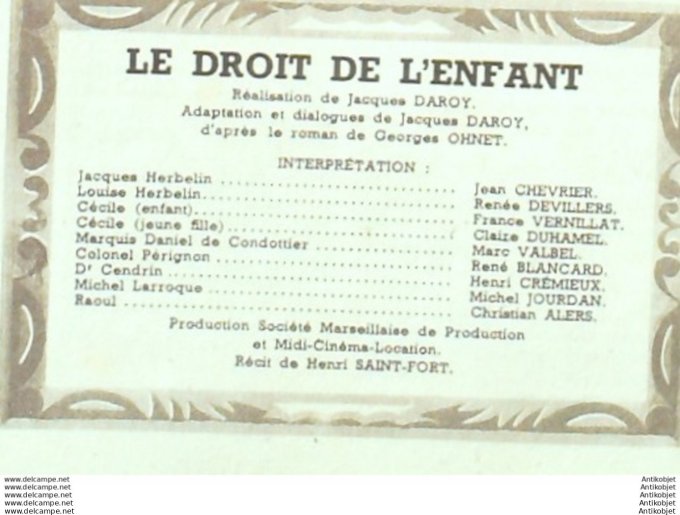 LE DROIT DE L'ENFANT
Réalisation de Jacques DAROY.
Adaptation et dialogues de Jacques DAROY,
d'après le roman de Georges OHNET.
INTERPRÉTATION :
Jacques Herbelin ........................ Jean CHEVRIER.
Louise Herbelin........................ Renée DEVILLERS.
Cécile (enfant)........................ France VERNILLAT.
Cécile (jeune fille)........................ Claire DUHAMEL.
Marquis Daniel de Condottier ........................ Marc VALBEL.
Colonel Pérignon ........................ René BLANCARD.
Dr Cendrin ........................ Henri CRÉMIEUX.
Michel Larroque ........................ Michel JOURDAN.
Raoul ........................ Christian ALERS.
Production Société Marseillaise de Production
et Midi-Cinéma-Location.
Récit de Henri SAINT-FORT.
www.delcampe.net Antikobjet
www.delcampe.net Antikobjet
www.delcampe.net Antikobjet
www.delcampe.net Antikobjet